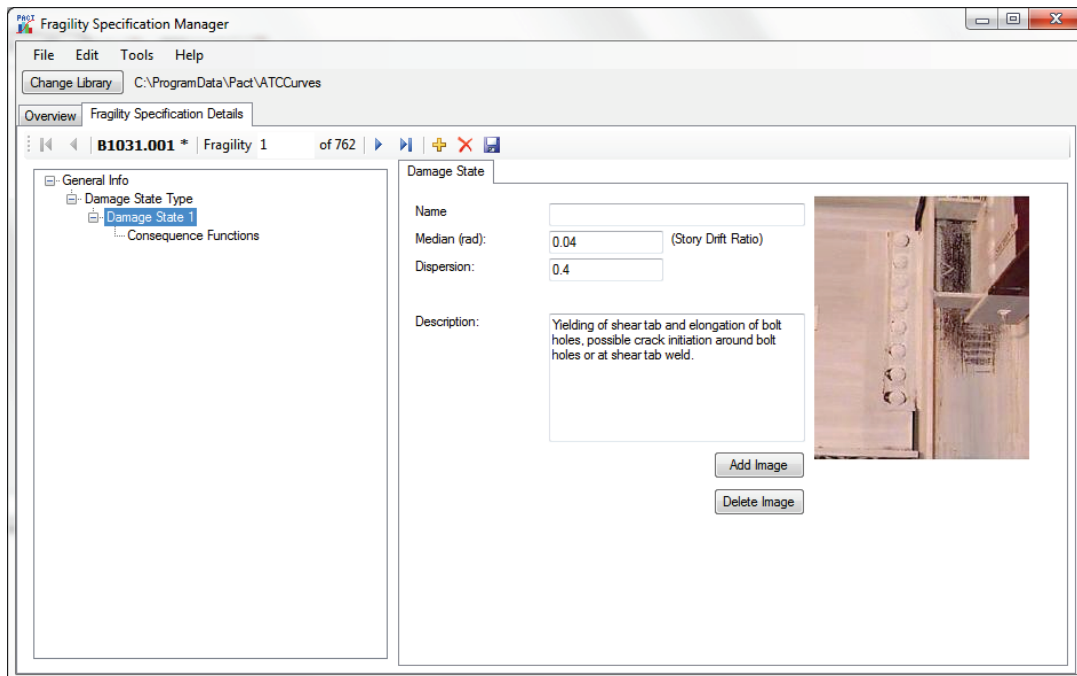 PACT Fragility Specification Manager
File Edit Tools Help
Change Library C:\ProgramData\Pact\ATCCurves
Overview Fragility Specification Details
B1031.001 * Fragility 1 of 762
General Info
Damage State Type
Damage State 1
Consequence Functions
Damage State
Name
Median (rad): 0.04 (Story Drift Ratio)
Dispersion: 0.4
Description: Yielding of shear tab and elongation of bolt
holes, possible crack initiation around bolt
holes or at shear tab weld.
Add Image
Delete Image